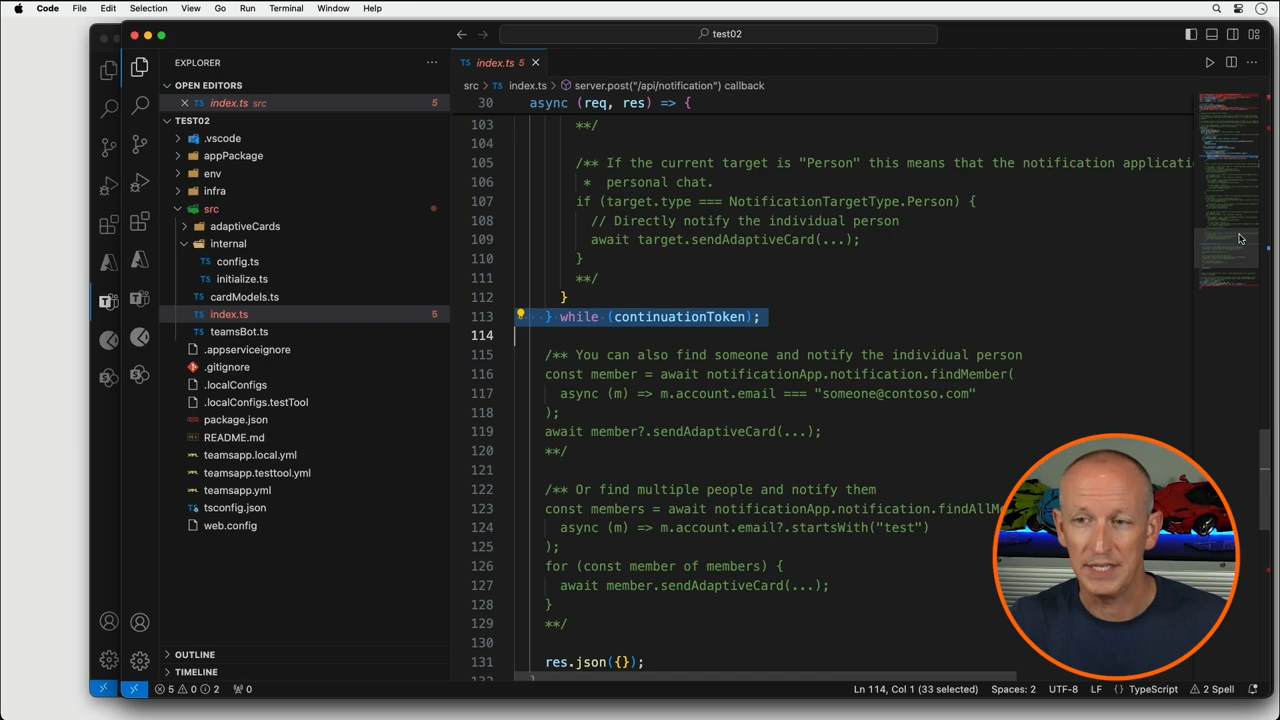 Code File Edit Selection View Go Run Terminal Window Help
test02
EXPLORER
OPEN EDITORS
TS index.ts src 5
TEST02
.vscode
appPackage
env
infra
src
adaptiveCards
internal
TS config.ts
TS initialize.ts
TS cardModels.ts
TS index.ts 5
TS teamsBot.ts
.appserviceignore
.gitignore
.localConfigs
.localConfigs.testTool
package.json
README.md
teamsapp.local.yml
teamsapp.testtool.yml
teamsapp.yml
tsconfig.json
web.config
OUTLINE
TIMELINE
TS index.ts 5
src > TS index.ts > server.post("/api/notification") callback
30 async (req, res) => {
103 **/
104
105 /** If the current target is "Person" this means that the notification applicati
106 * personal chat.
107 if (target.type === NotificationTargetType.Person) {
108 // Directly notify the individual person
109 await target.sendAdaptiveCard(...);
110 }
111 **/
112 }
113 } while (continuationToken);
114
115 /** You can also find someone and notify the individual person
116 const member = await notificationApp.notification.findMember(
117 async (m) => m.account.email === "someone@contoso.com"
118 );
119 await member?.sendAdaptiveCard(...);
120 **/
121
122 /** Or find multiple people and notify them
123 const members = await notificationApp.notification.findAllMe
124 async (m) => m.account.email?.startsWith("test")
125 );
126 for (const member of members) {
127 await member.sendAdaptiveCard(...);
128 }
129 **/
130
131 res.json({});
5 0 2 0 Ln 114, Col 1 (33 selected) Spaces: 2 UTF-8 LF {} TypeScript 2 Spell